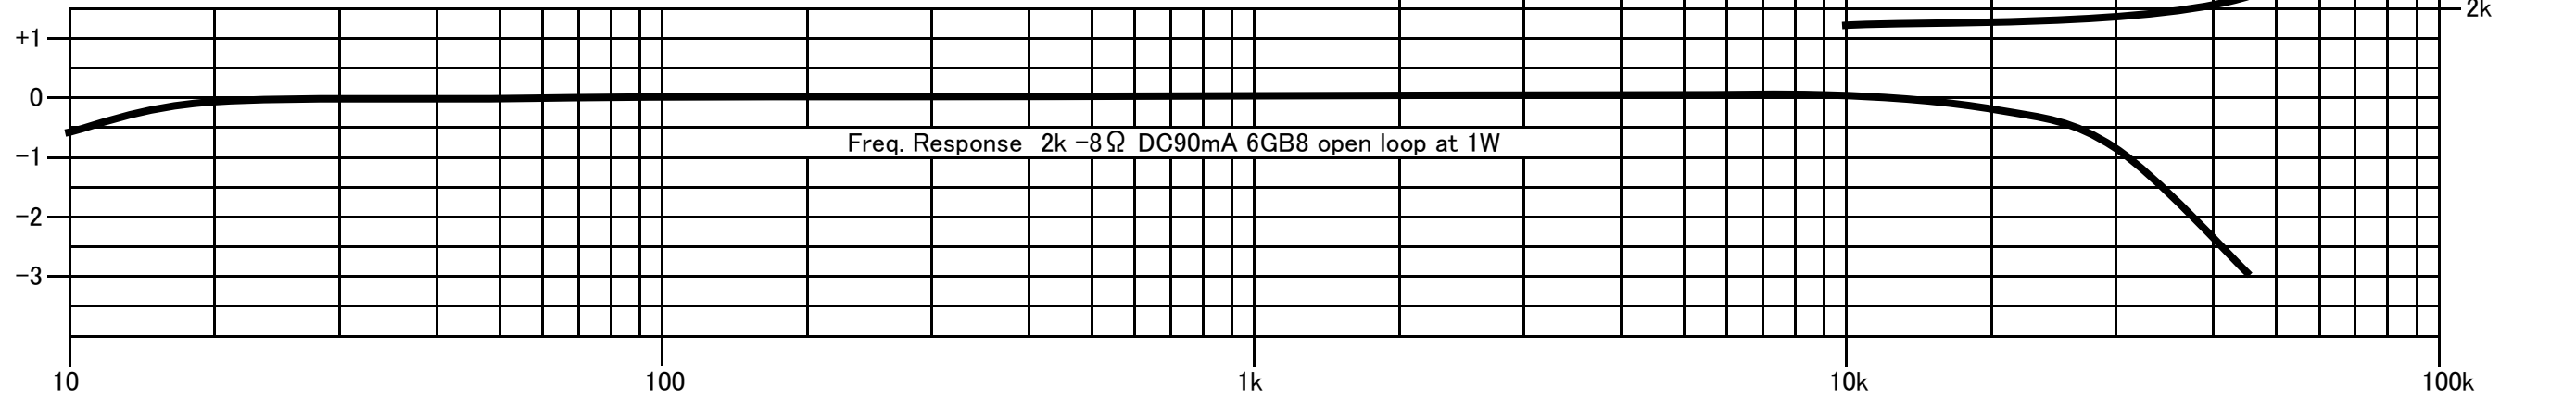 2k
+1
0
-1
-2
-3
Freq. Response 2k -8Ω DC90mA 6GB8 open loop at 1W
10 100 1k 10k 100k